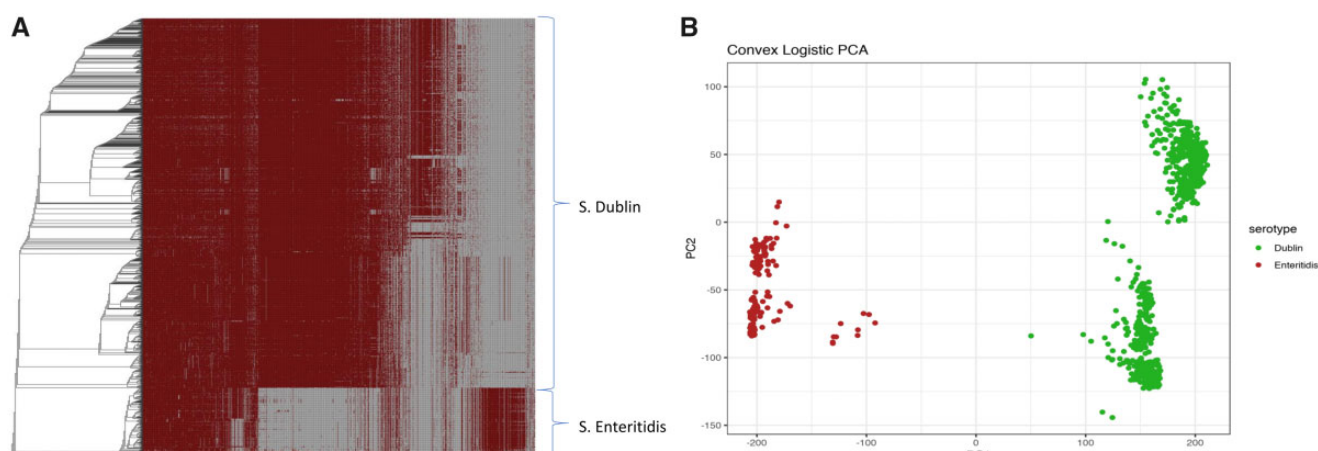 A
S. Dublin
S. Enteritidis
B
Convex Logistic PCA
100
50
0
-50
-100
-150
PC2
-200
-100
0
100
200
serotype
Dublin
Enteritidis